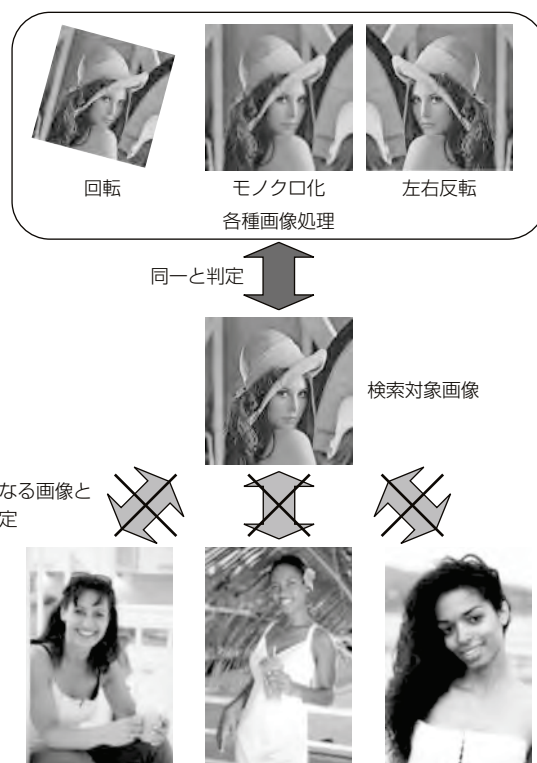 回転
モノクロ化
左右反転
各種画像処理
同一と判定
検索対象画像
なる画像と
定